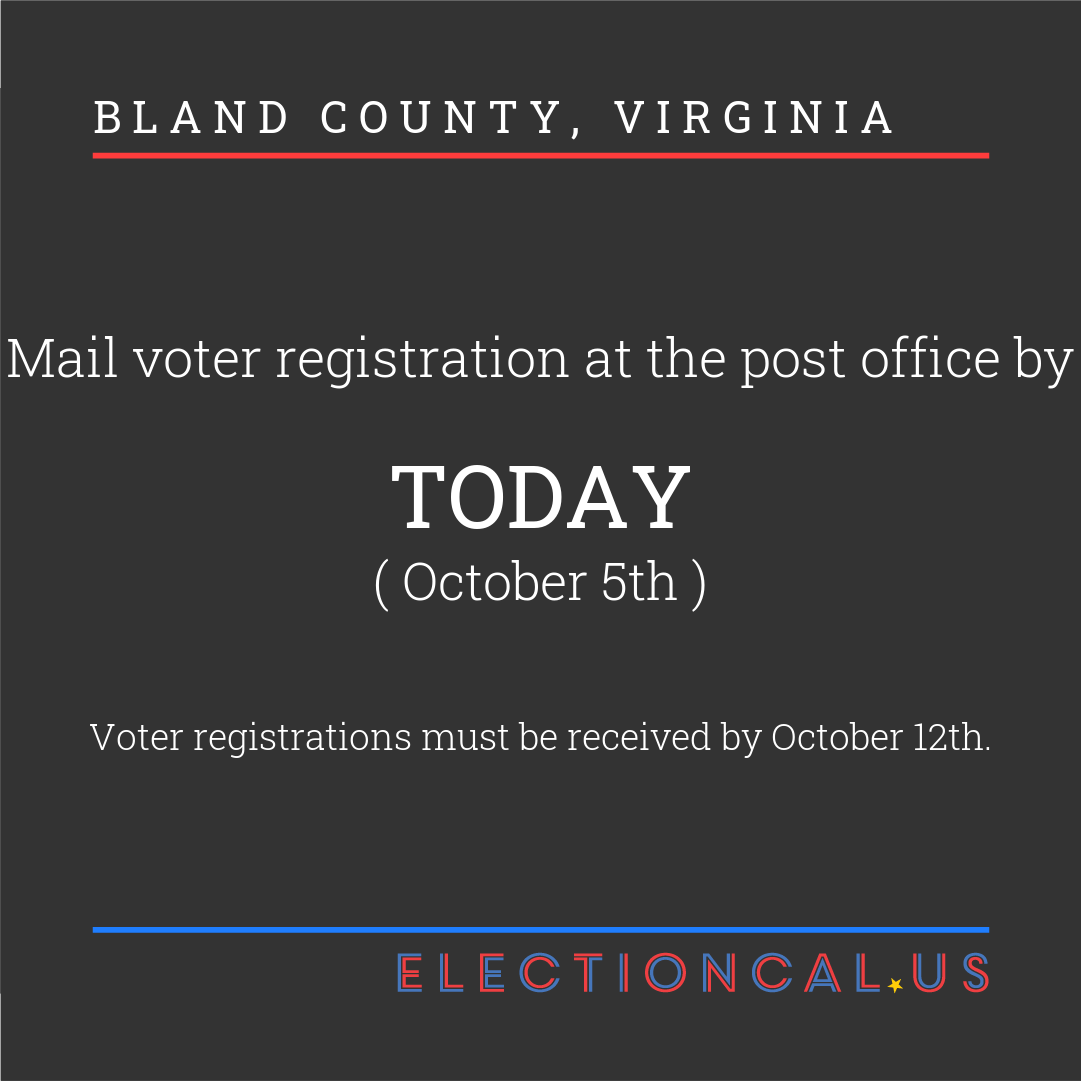 BLAND COUNTY, VIRGINIA
Mail voter registration at the post office by
TODAY
( October 5th )
Voter registrations must be received by October 12th.
ELECTIONCAL.US